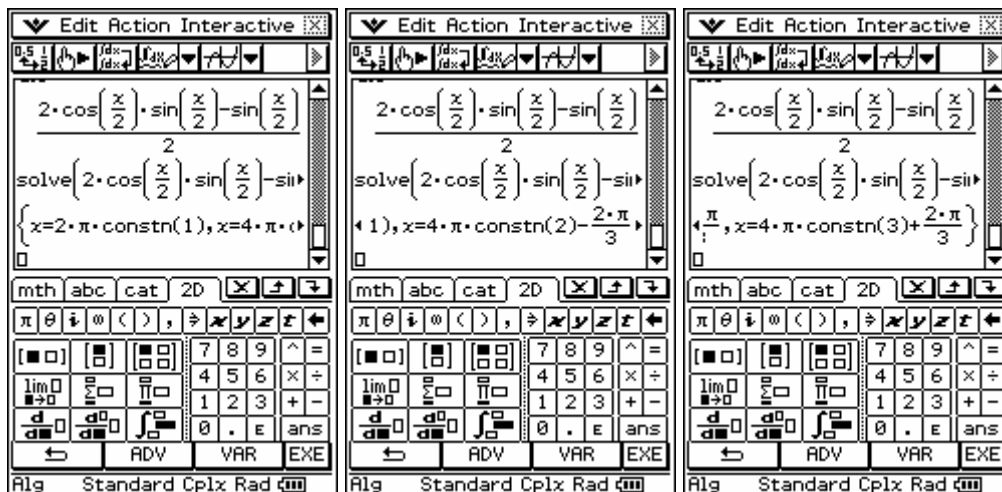 Edit Action Interactive
2·cos(x/2)·sin(x/2)−sin(x/2)
2
solve(2·cos(x/2)·sin(x/2)−si
{x=2·π·constn(1),x=4·π·
mth abc cat 2D
π θ i ∞ ( ) , ⇒ x y z t
7 8 9 ^ =
lim 4 5 6 × ÷
Σ Π 1 2 3 + −
d/d 0 . E ans
ADV VAR EXE
Alg Standard Cplx Rad
Edit Action Interactive
2·cos(x/2)·sin(x/2)−sin(x/2)
2
solve(2·cos(x/2)·sin(x/2)−si
1),x=4·π·constn(2)−2·π/3
mth abc cat 2D
π θ i ∞ ( ) , ⇒ x y z t
7 8 9 ^ =
lim 4 5 6 × ÷
Σ Π 1 2 3 + −
d/d 0 . E ans
ADV VAR EXE
Alg Standard Cplx Rad
Edit Action Interactive
2·cos(x/2)·sin(x/2)−sin(x/2)
2
solve(2·cos(x/2)·sin(x/2)−si
π,x=4·π·constn(3)+2·π/3}
mth abc cat 2D
π θ i ∞ ( ) , ⇒ x y z t
7 8 9 ^ =
lim 4 5 6 × ÷
Σ Π 1 2 3 + −
d/d 0 . E ans
ADV VAR EXE
Alg Standard Cplx Rad